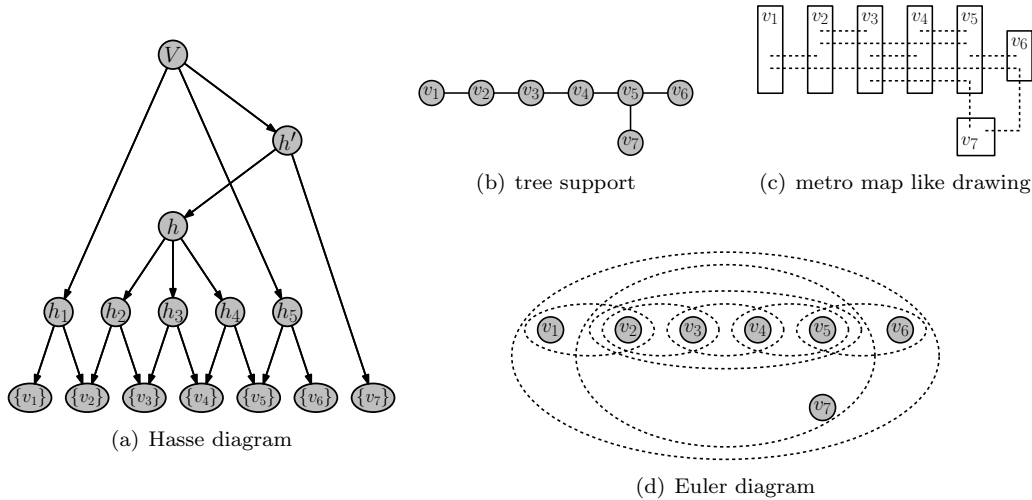 V
h′
h
h₁ h₂ h₃ h₄ h₅
{v₁} {v₂} {v₃} {v₄} {v₅} {v₆} {v₇}
(a) Hasse diagram
v₁ v₂ v₃ v₄ v₅ v₆
v₇
(b) tree support
v₁ v₂ v₃ v₄ v₅
v₆
v₇
(c) metro map like drawing
v₁ v₂ v₃ v₄ v₅ v₆
v₇
(d) Euler diagram